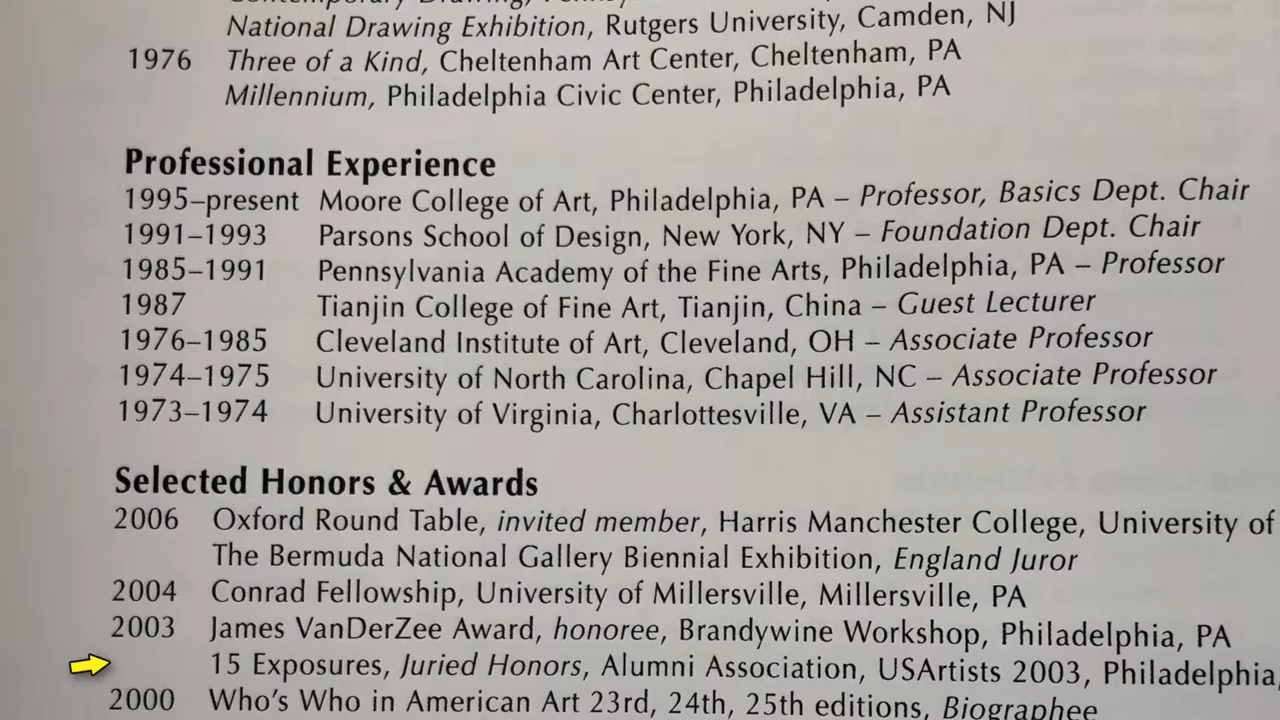 Contemporary Drawing,
National Drawing Exhibition, Rutgers University, Camden, NJ
1976 Three of a Kind, Cheltenham Art Center, Cheltenham, PA
Millennium, Philadelphia Civic Center, Philadelphia, PA
Professional Experience
1995–present Moore College of Art, Philadelphia, PA – Professor, Basics Dept. Chair
1991–1993 Parsons School of Design, New York, NY – Foundation Dept. Chair
1985–1991 Pennsylvania Academy of the Fine Arts, Philadelphia, PA – Professor
1987 Tianjin College of Fine Art, Tianjin, China – Guest Lecturer
1976–1985 Cleveland Institute of Art, Cleveland, OH – Associate Professor
1974–1975 University of North Carolina, Chapel Hill, NC – Associate Professor
1973–1974 University of Virginia, Charlottesville, VA – Assistant Professor
Selected Honors & Awards
2006 Oxford Round Table, invited member, Harris Manchester College, University of
The Bermuda National Gallery Biennial Exhibition, England Juror
2004 Conrad Fellowship, University of Millersville, Millersville, PA
2003 James VanDerZee Award, honoree, Brandywine Workshop, Philadelphia, PA
15 Exposures, Juried Honors, Alumni Association, USArtists 2003, Philadelphia,
2000 Who's Who in American Art 23rd, 24th, 25th editions, Biographee